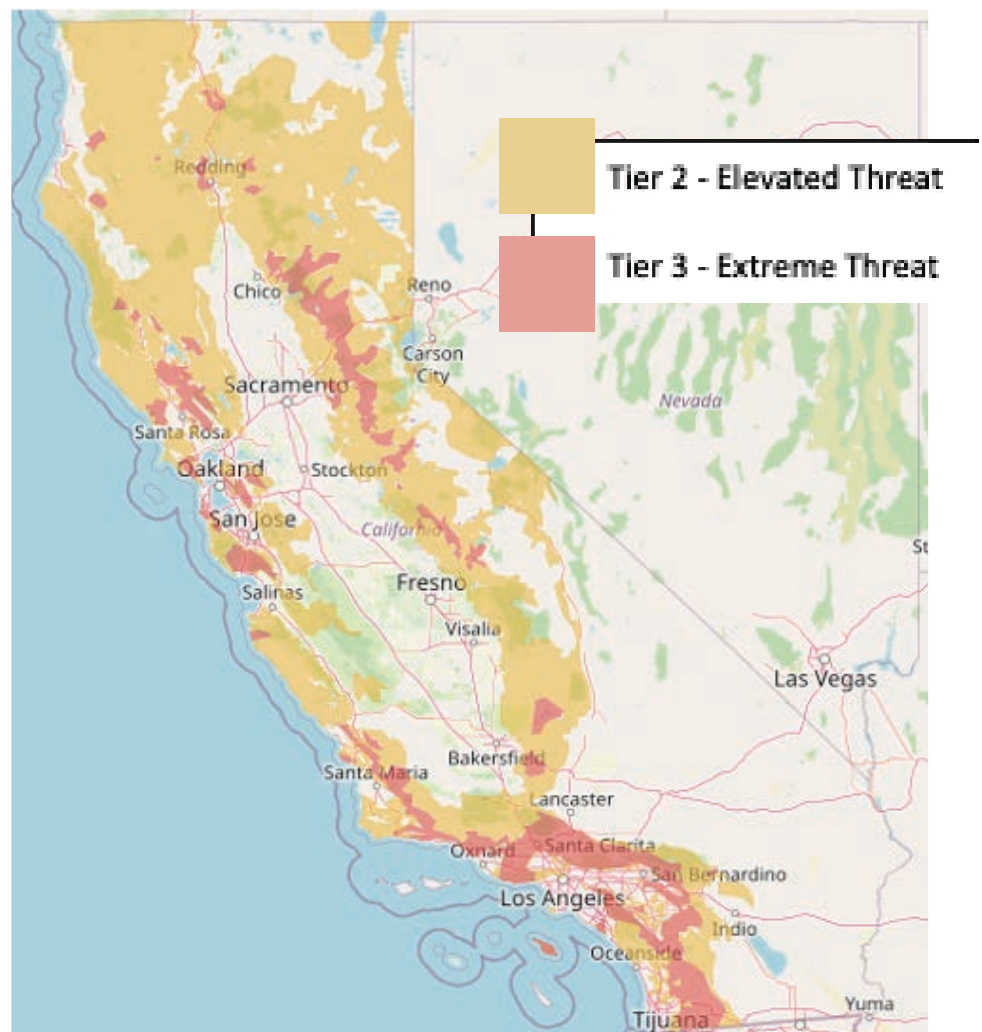 Redding
Tier 2 - Elevated Threat
Tier 3 - Extreme Threat
Chico
Reno
Carson
City
Sacramento
Nevada
Santa Rosa
Oakland
Stockton
San Jose
California
St
Fresno
Salinas
Visalia
Las Vegas
Bakersfield
Santa Maria
Lancaster
Oxnard
Santa Clarita
San Bernardino
Los Angeles
Indio
Oceanside
Yuma
Tijuana